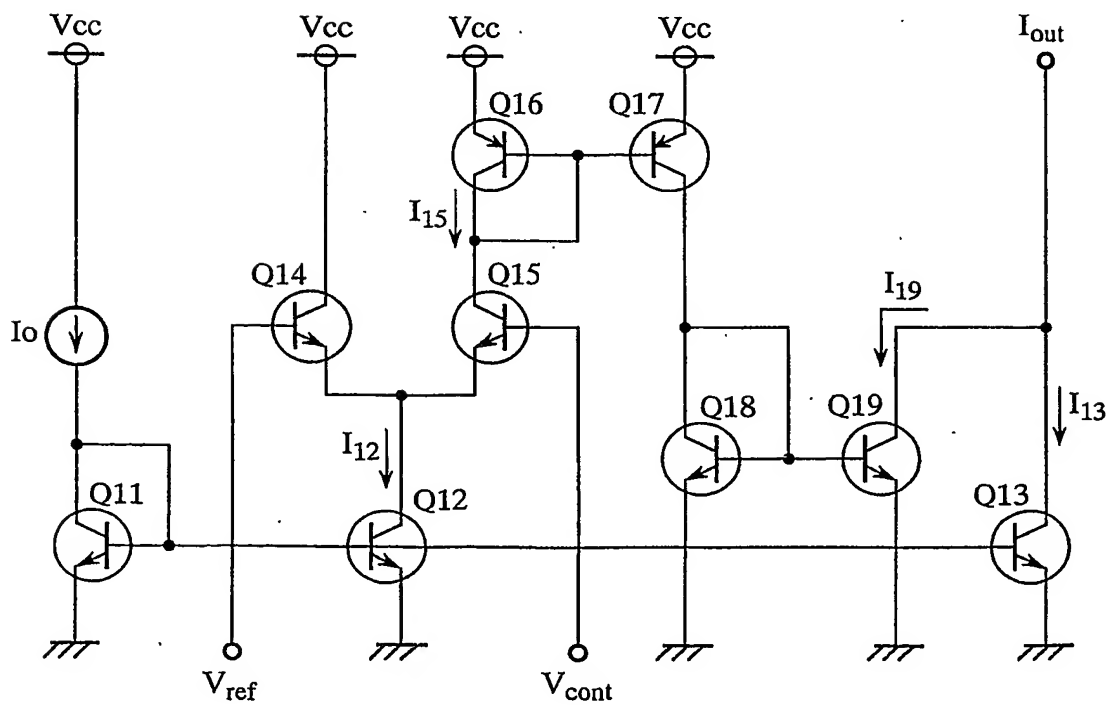 Vcc
Vcc
Vcc
Vcc
Iout
Q16
Q17
I15
Q14
Q15
Io
I19
Q18
Q19
I13
I12
Q11
Q12
Q13
Vref
Vcont